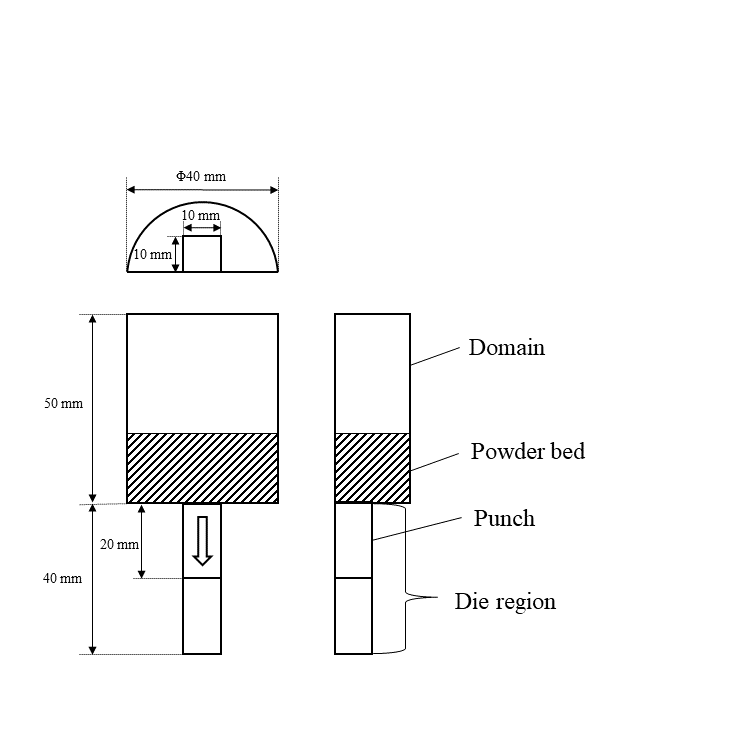 Φ40 mm
10 mm
10 mm
Domain
50 mm
Powder bed
Punch
20 mm
40 mm
Die region